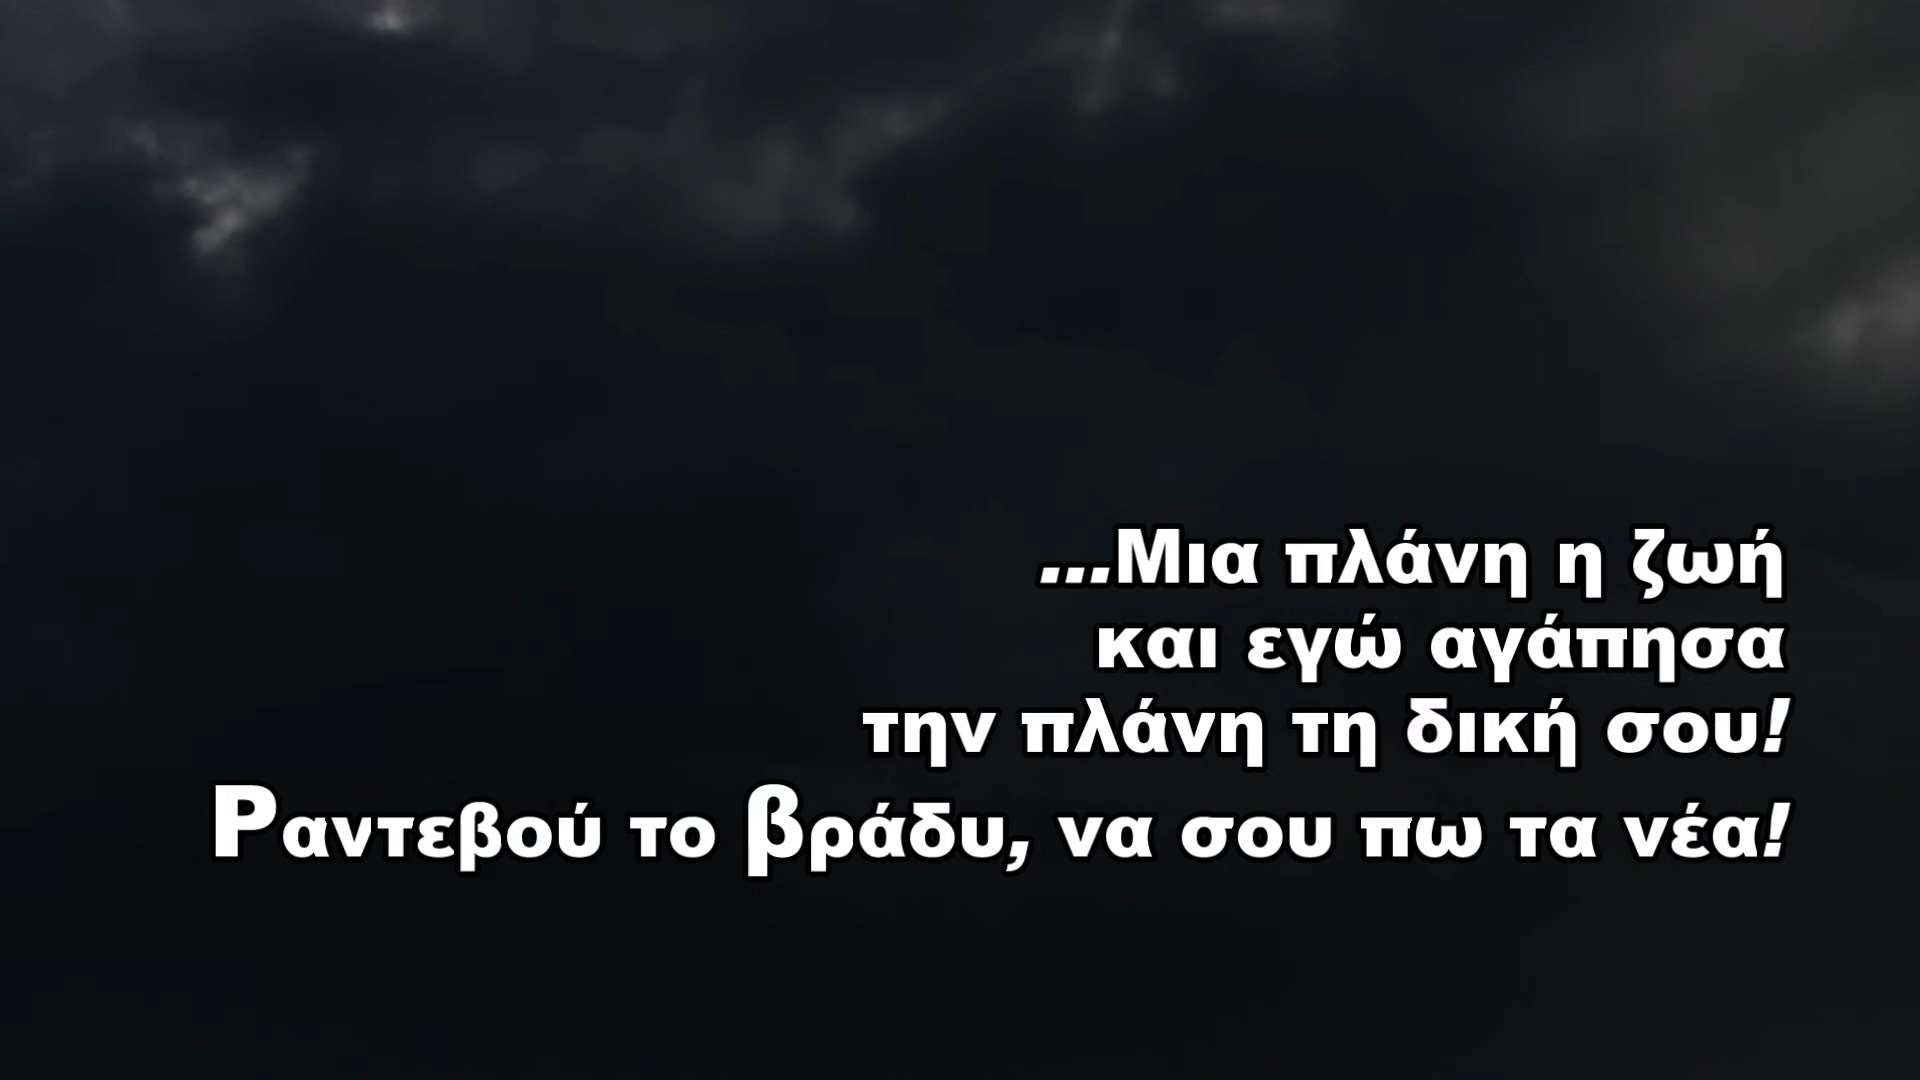 ...Μια πλάνη η ζωή
και εγώ αγάπησα
την πλάνη τη δική σου!
Ραντεβού το βράδυ, να σου πω τα νέα!